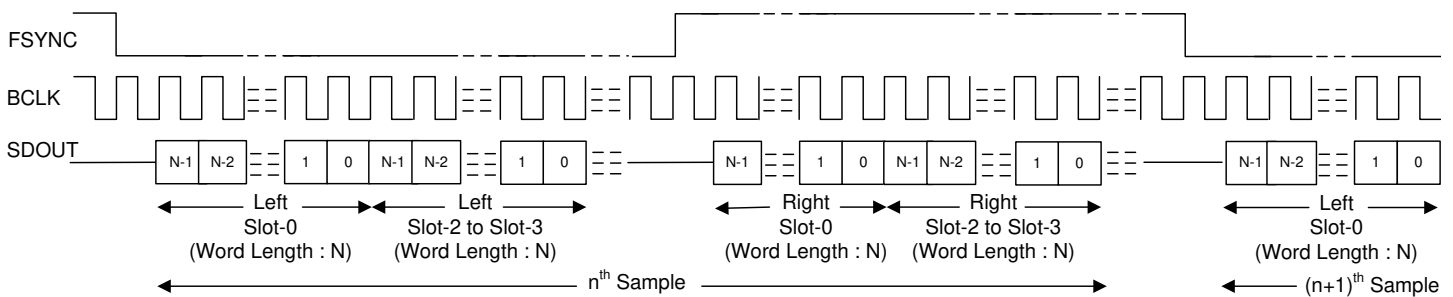 FSYNC
BCLK
SDOUT
N-1 N-2 1 0 N-1 N-2 1 0 N-1 1 0 N-1 N-2 1 0 N-1 N-2 1 0
Left Left Right Right Left
Slot-0 Slot-2 to Slot-3 Slot-0 Slot-2 to Slot-3 Slot-0
(Word Length : N) (Word Length : N) (Word Length : N) (Word Length : N) (Word Length : N)
nth Sample (n+1)th Sample